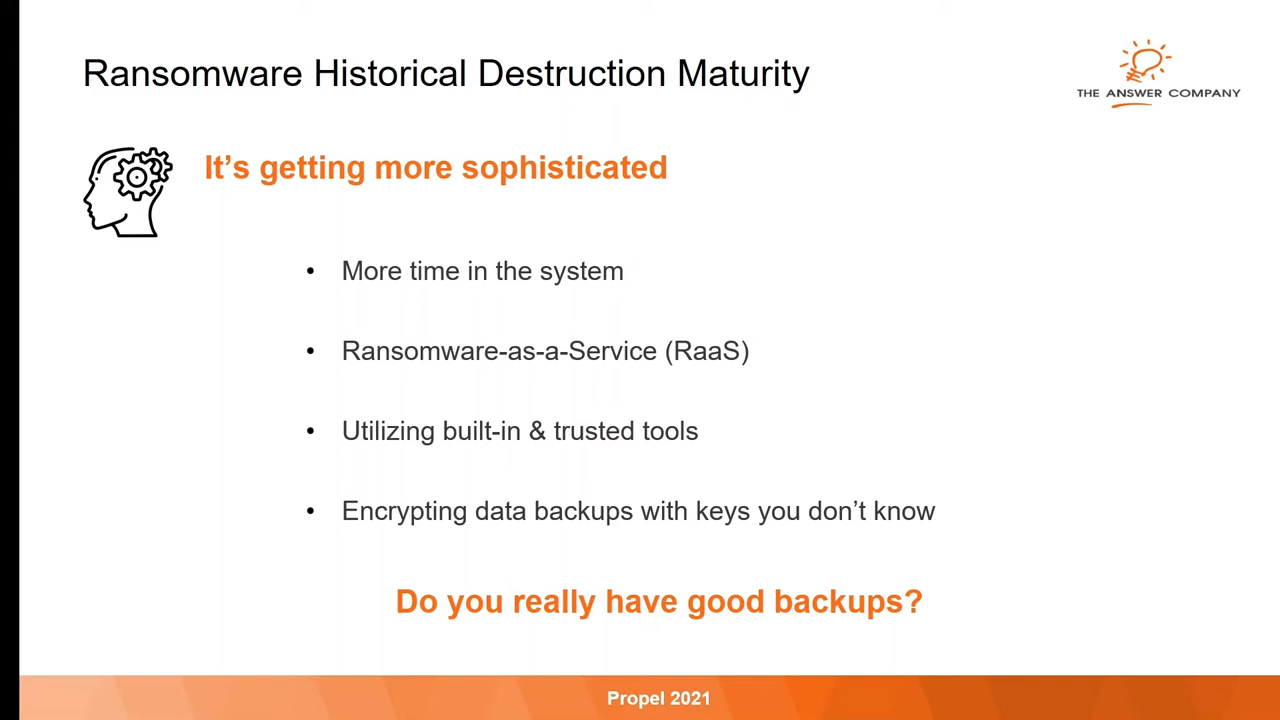 Ransomware Historical Destruction Maturity
THE ANSWER COMPANY
It’s getting more sophisticated
• More time in the system
• Ransomware-as-a-Service (RaaS)
• Utilizing built-in & trusted tools
• Encrypting data backups with keys you don’t know
Do you really have good backups?
Propel 2021